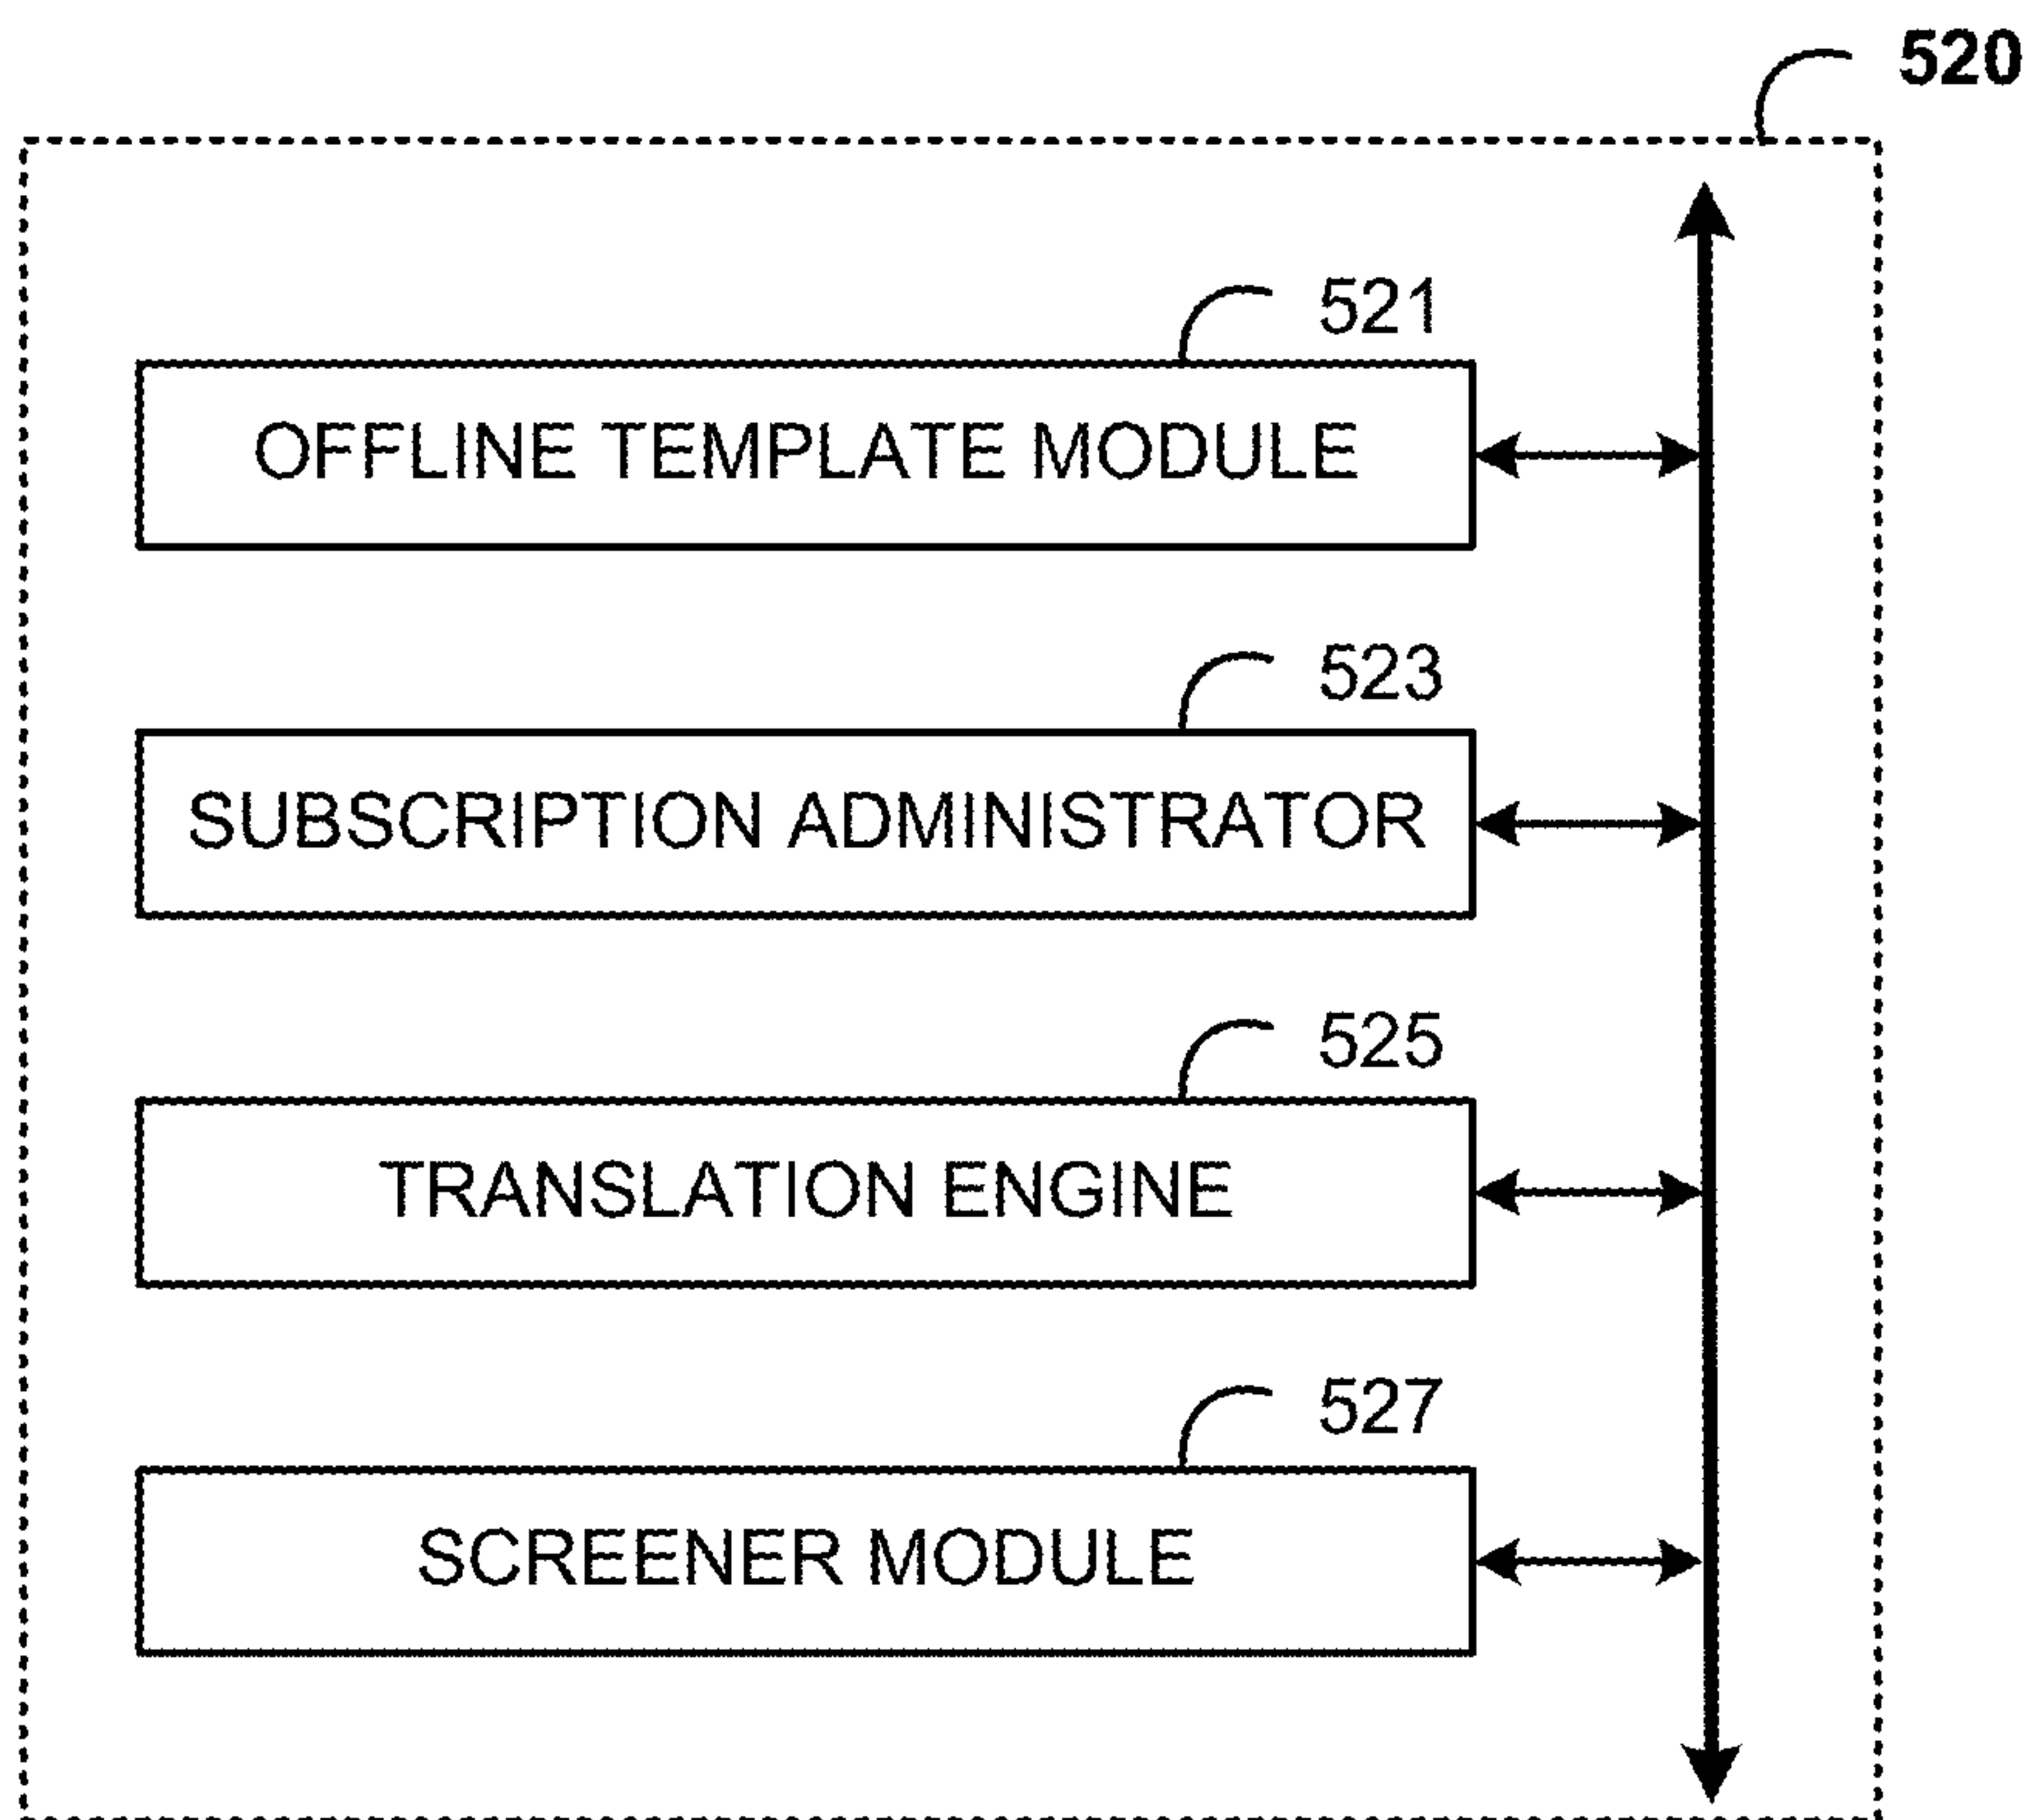 520
521
OFFLINE TEMPLATE MODULE
523
SUBSCRIPTION ADMINISTRATOR
525
TRANSLATION ENGINE
527
SCREENER MODULE